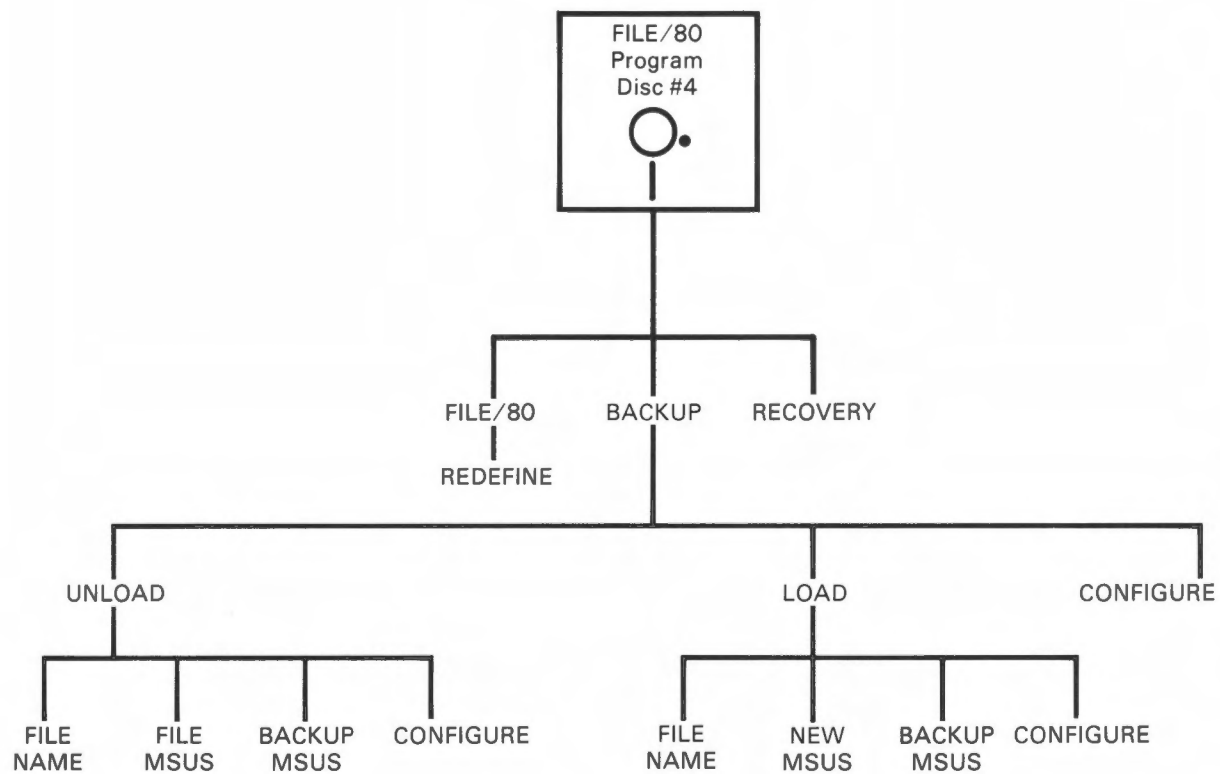 FILE/80
Program
Disc #4
FILE/80 BACKUP RECOVERY
REDEFINE
UNLOAD LOAD CONFIGURE
FILE NAME
FILE MSUS
BACKUP MSUS
CONFIGURE
FILE NAME
NEW MSUS
BACKUP MSUS
CONFIGURE